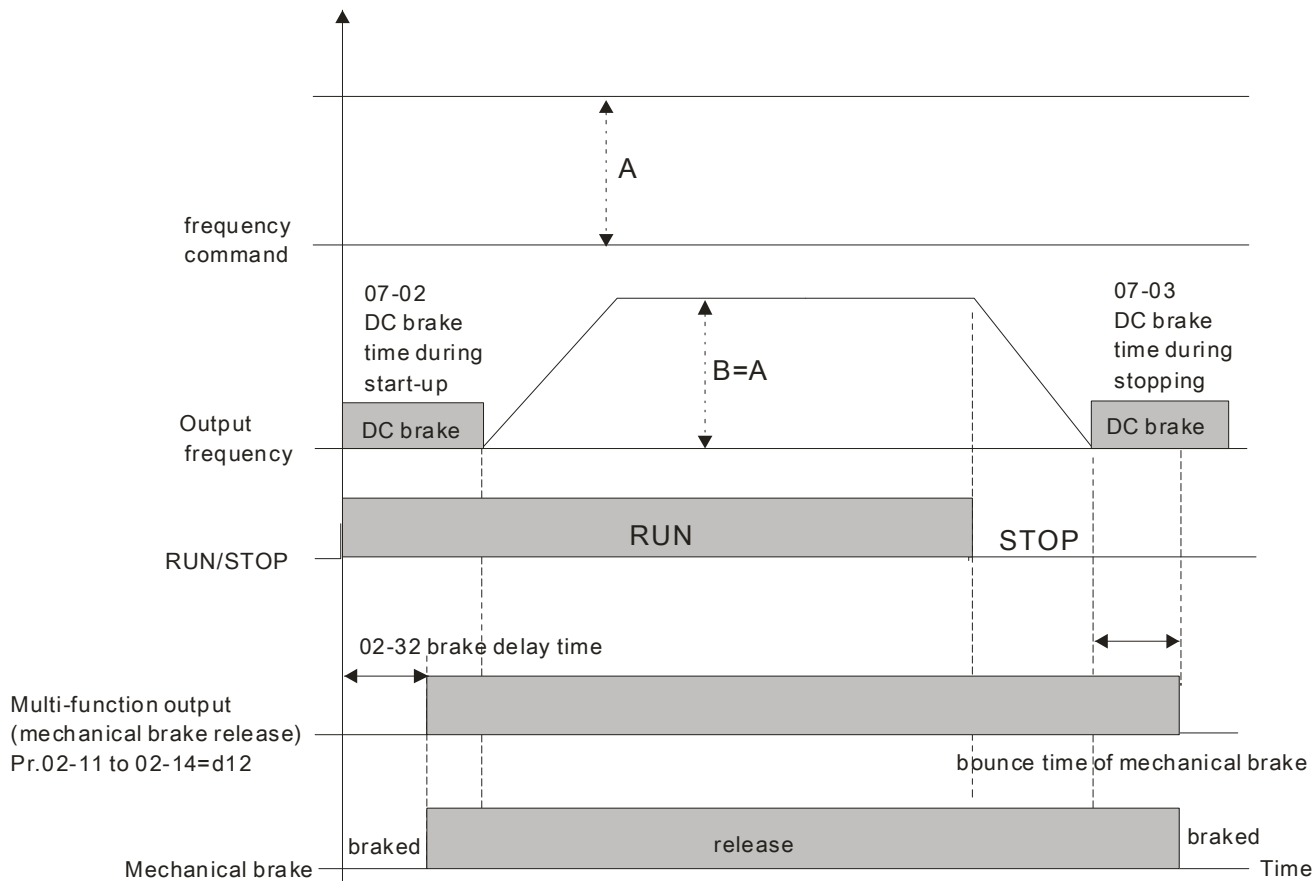 A
frequency
command
07-02
DC brake
time during
start-up
07-03
DC brake
time during
stopping
B=A
Output
frequency
DC brake
DC brake
RUN
STOP
RUN/STOP
02-32 brake delay time
Multi-function output
(mechanical brake release)
Pr.02-11 to 02-14=d12
bounce time of mechanical brake
braked
release
braked
Mechanical brake
Time